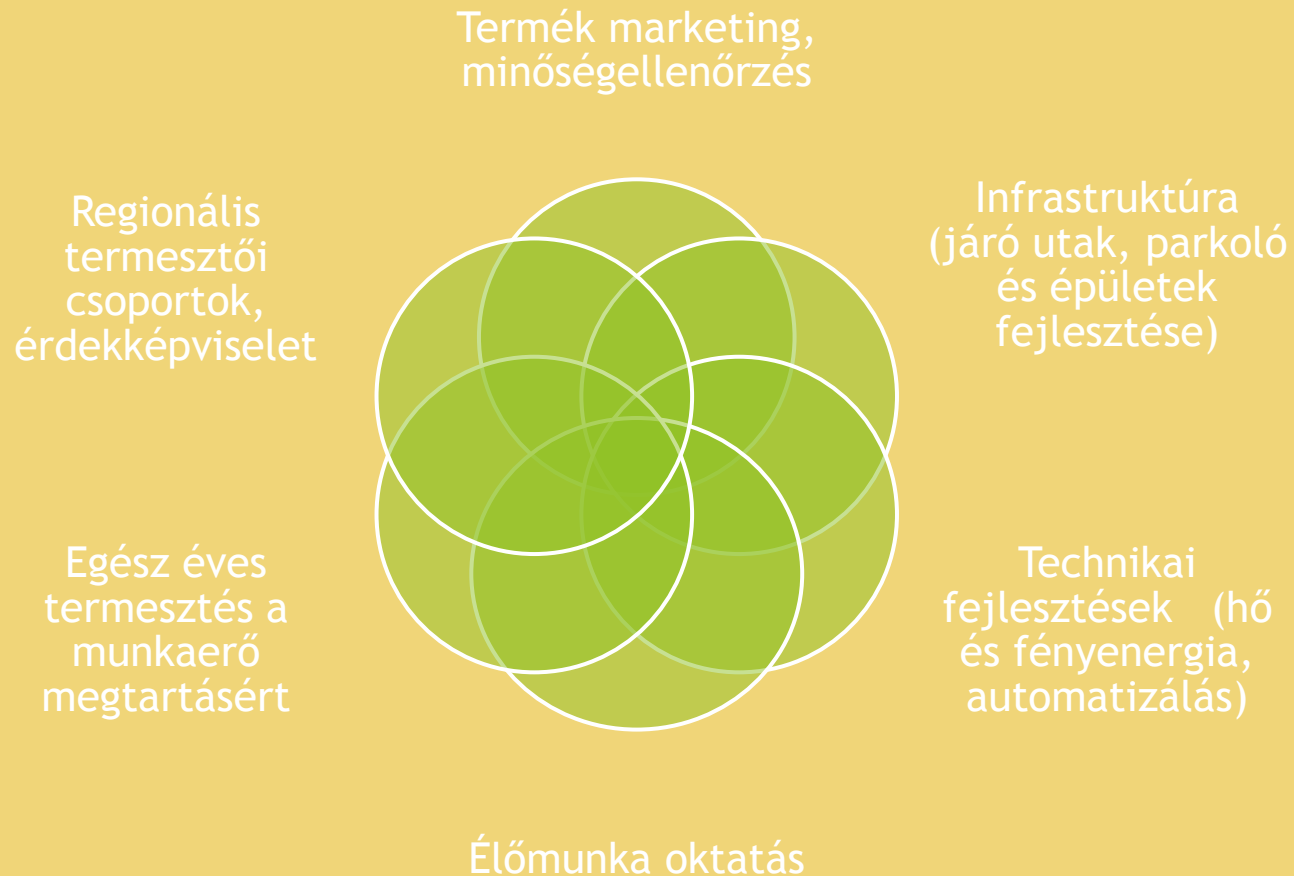 Termék marketing,
minőségellenőrzés
Infrastruktúra
(járó utak, parkoló
és épületek
fejlesztése)
Technikai
fejlesztések (hő
és fényenergia,
automatizálás)
Élőmunka oktatás
Egész éves
termesztés a
munkaerő
megtartásért
Regionális
termesztői
csoportok,
érdekképviselet